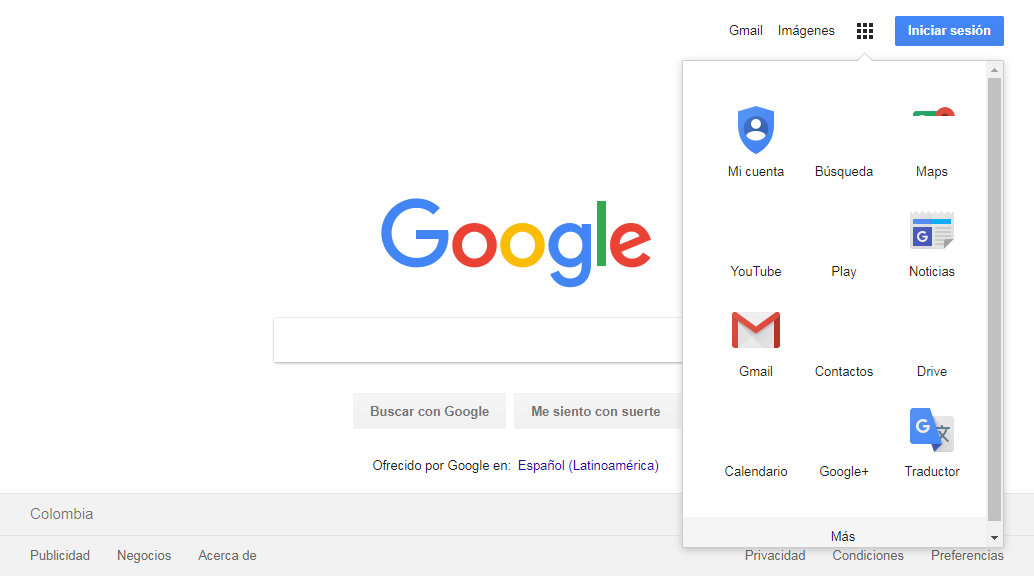 Gmail Imágenes Iniciar sesión
Mi cuenta Búsqueda Maps
G
YouTube Play Noticias
Google
Gmail Contactos Drive
Buscar con Google Me siento con suerte
G 文
Calendario Google+ Traductor
Ofrecido por Google en: Español (Latinoamérica)
Colombia
Más
Publicidad Negocios Acerca de Privacidad Condiciones Preferencias